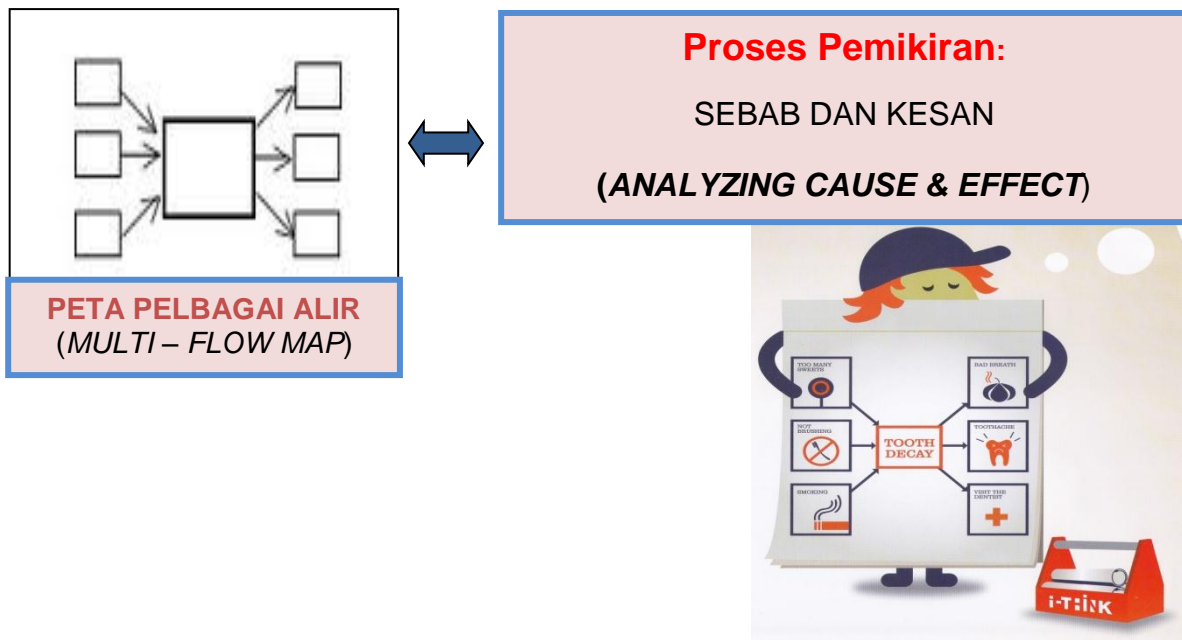 Proses Pemikiran:
SEBAB DAN KESAN
(ANALYZING CAUSE & EFFECT)
PETA PELBAGAI ALIR
(MULTI – FLOW MAP)
TOO MANY
SWEETS
BAD BREATH
NOT
BRUSHING
TOOTH
DECAY
TOOTHACHE
SMOKING
VISIT THE
DENTIST
i-THiNK